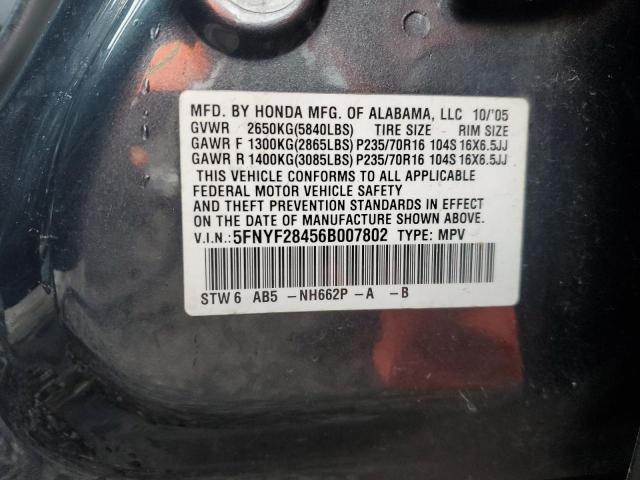 MFD. BY HONDA MFG. OF ALABAMA, LLC 10/'05
GVWR 2650KG(5840LBS) TIRE SIZE - RIM SIZE
GAWR F 1300KG(2865LBS)P235/70R16 104S 16X6.5JJ
GAWR R 1400KG(3085LBS)P235/70R16 104S 16X6.5JJ
THIS VEHICLE CONFORMS TO ALL APPLICABLE
FEDERAL MOTOR VEHICLE SAFETY
AND THEFT PREVENTION STANDARDS IN EFFECT
ON THE DATE OF MANUFACTURE SHOWN ABOVE.
V.I.N.:5FNYF28456B007802 TYPE: MPV
STW6 AB5 -NH662P -A -B